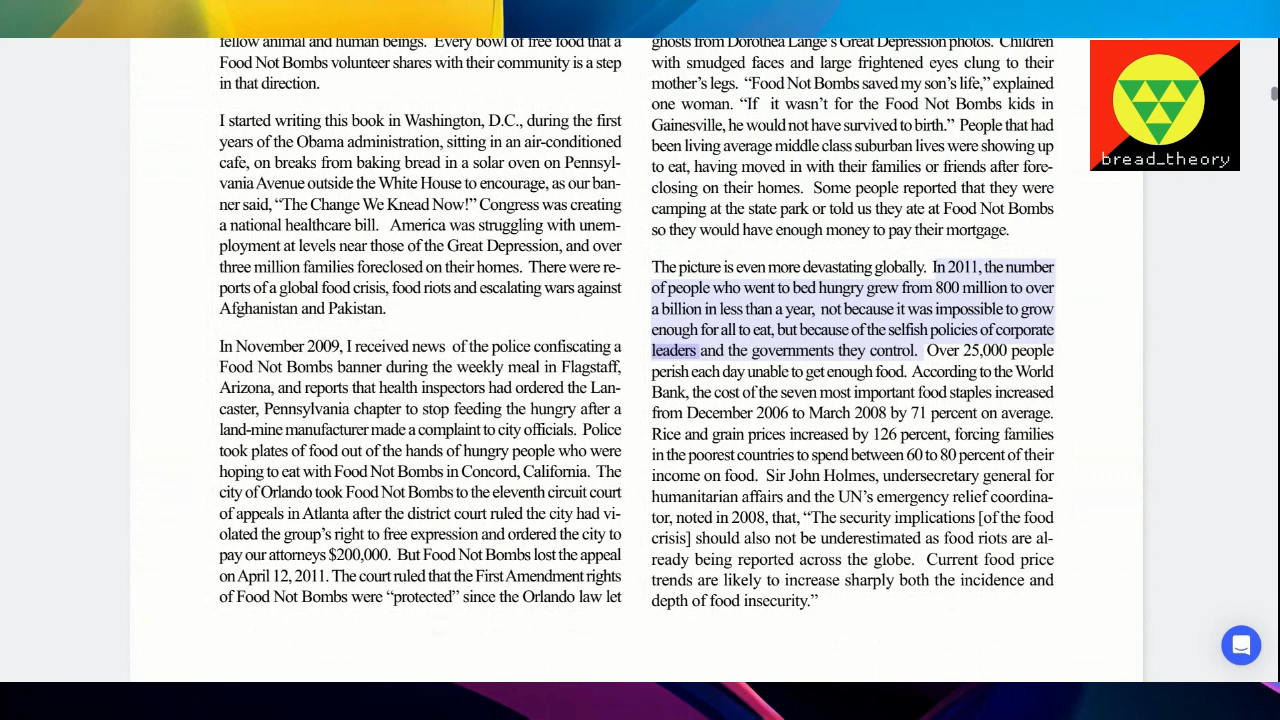 fellow animal and human beings. Every bowl of free food that a
Food Not Bombs volunteer shares with their community is a step
in that direction.
I started writing this book in Washington, D.C., during the first
years of the Obama administration, sitting in an air-conditioned
cafe, on breaks from baking bread in a solar oven on Pennsyl-
vania Avenue outside the White House to encourage, as our ban-
ner said, “The Change We Knead Now!” Congress was creating
a national healthcare bill. America was struggling with unem-
ployment at levels near those of the Great Depression, and over
three million families foreclosed on their homes. There were re-
ports of a global food crisis, food riots and escalating wars against
Afghanistan and Pakistan.
In November 2009, I received news of the police confiscating a
Food Not Bombs banner during the weekly meal in Flagstaff,
Arizona, and reports that health inspectors had ordered the Lan-
caster, Pennsylvania chapter to stop feeding the hungry after a
land-mine manufacturer made a complaint to city officials. Police
took plates of food out of the hands of hungry people who were
hoping to eat with Food Not Bombs in Concord, California. The
city of Orlando took Food Not Bombs to the eleventh circuit court
of appeals in Atlanta after the district court ruled the city had vi-
olated the group’s right to free expression and ordered the city to
pay our attorneys $200,000. But Food Not Bombs lost the appeal
on April 12, 2011. The court ruled that the First Amendment rights
of Food Not Bombs were “protected” since the Orlando law let
ghosts from Dorothea Lange’s Great Depression photos. Children
with smudged faces and large frightened eyes clung to their
mother’s legs. “Food Not Bombs saved my son’s life,” explained
one woman. “If it wasn’t for the Food Not Bombs kids in
Gainesville, he would not have survived to birth.” People that had
been living average middle class suburban lives were showing up
to eat, having moved in with their families or friends after fore-
closing on their homes. Some people reported that they were
camping at the state park or told us they ate at Food Not Bombs
so they would have enough money to pay their mortgage.
The picture is even more devastating globally. In 2011, the number
of people who went to bed hungry grew from 800 million to over
a billion in less than a year, not because it was impossible to grow
enough for all to eat, but because of the selfish policies of corporate
leaders and the governments they control. Over 25,000 people
perish each day unable to get enough food. According to the World
Bank, the cost of the seven most important food staples increased
from December 2006 to March 2008 by 71 percent on average.
Rice and grain prices increased by 126 percent, forcing families
in the poorest countries to spend between 60 to 80 percent of their
income on food. Sir John Holmes, undersecretary general for
humanitarian affairs and the UN’s emergency relief coordina-
tor, noted in 2008, that, “The security implications [of the food
crisis] should also not be underestimated as food riots are al-
ready being reported across the globe. Current food price
trends are likely to increase sharply both the incidence and
depth of food insecurity.”
bread_theory